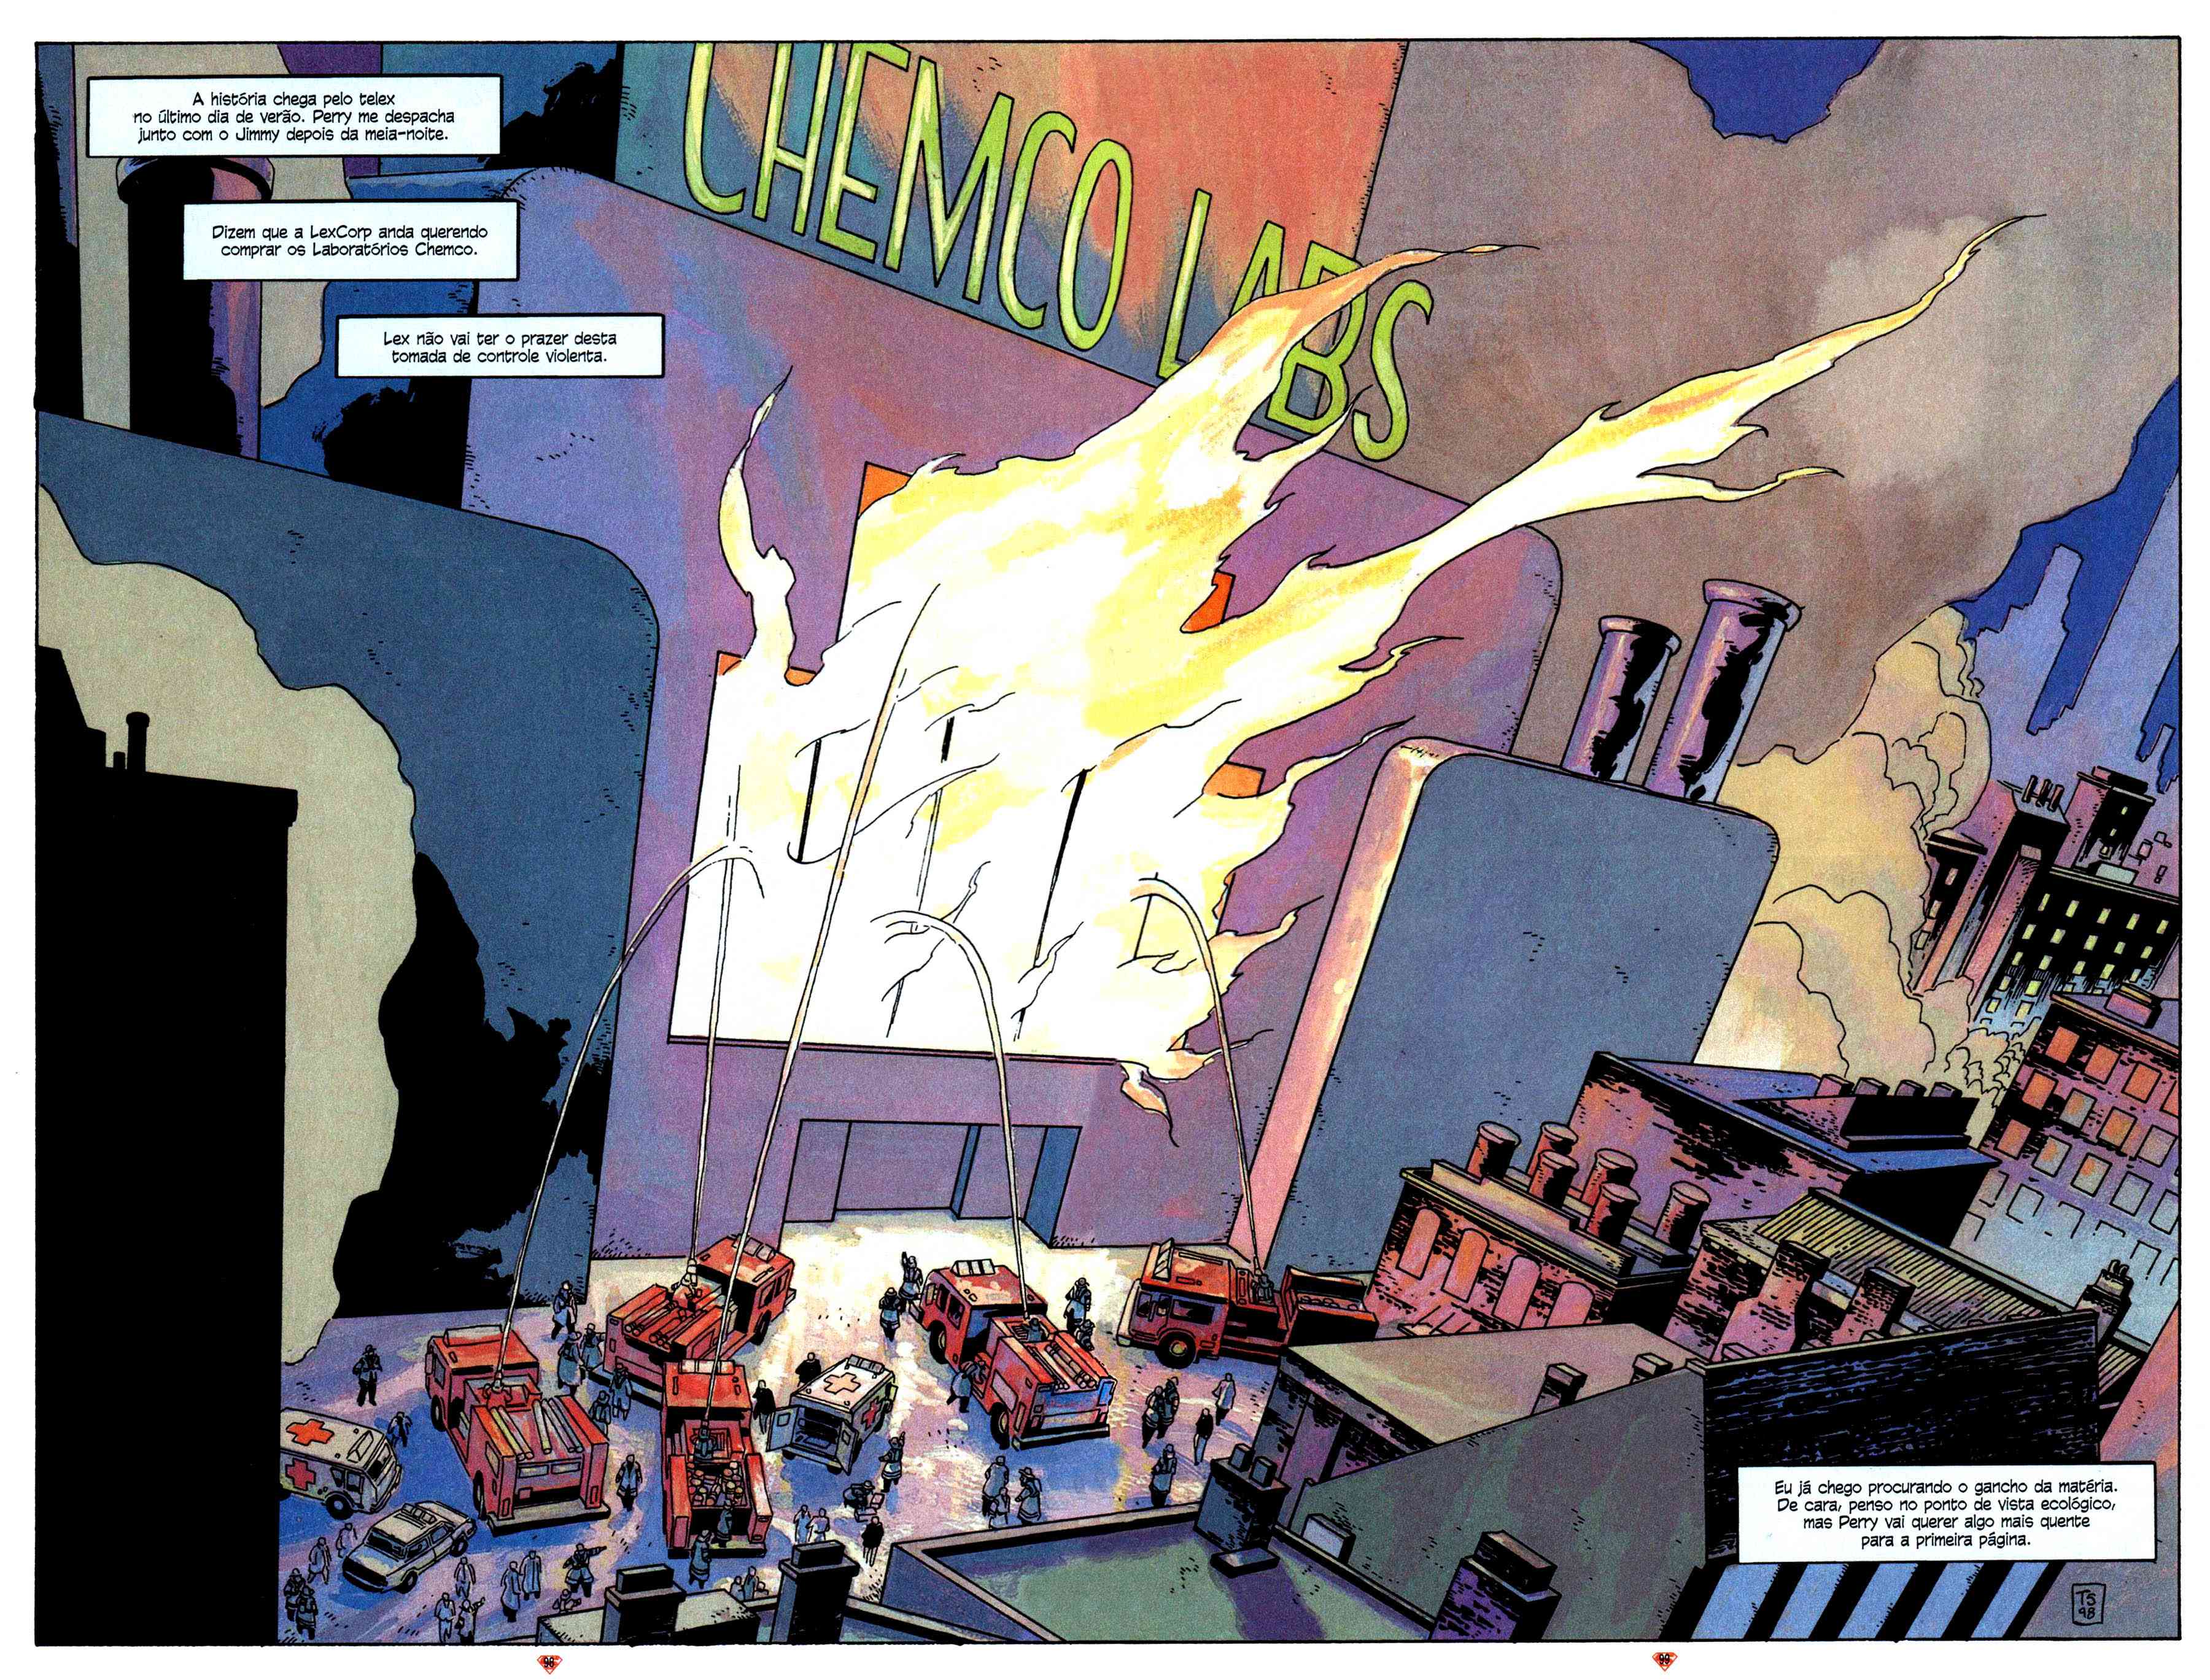 A história chega pelo telex
no último dia de verão. Perry me despacha
junto com o Jimmy depois da meia-noite.
Dizem que a LexCorp anda querendo
comprar os Laboratórios Chemco.
Lex não vai ter o prazer desta
tomada de controle violenta.
CHEMCO LABS
Eu já chego procurando o gancho da matéria.
De cara, penso no ponto de vista ecológico,
mas Perry vai querer algo mais quente
para a primeira página.
TS
98